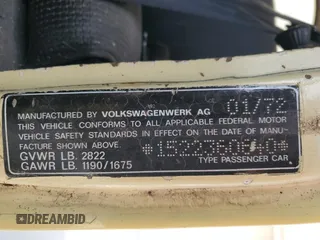 MANUFACTURED BY VOLKSWAGENWERK AG 01/72
THIS VEHICLE CONFORMS TO ALL APPLICABLE FEDERAL MOTOR
VEHICLE SAFETY STANDARDS IN EFFECT ON THE DATE OF MANU-
FACTURE SHOWN ABOVE.
GVWR LB. 2822
GAWR LB. 1190/1675
TYPE PASSENGER CAR
DREAMBID